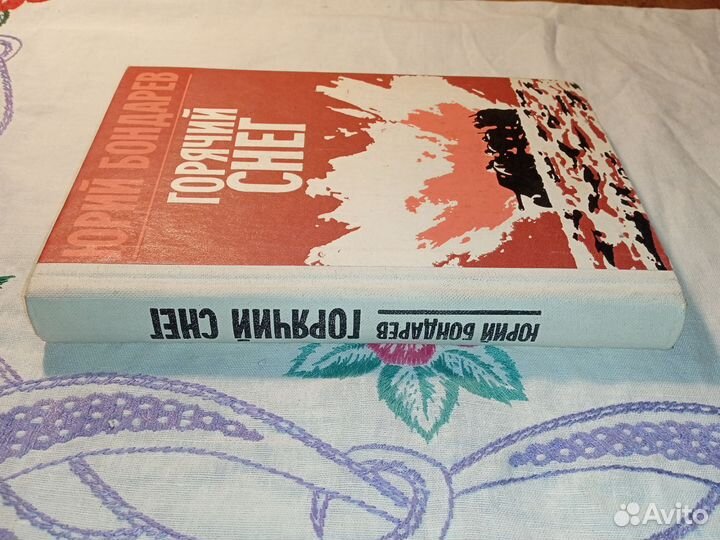 ЮРИЙ БОНДАРЕВ
ГОРЯЧИЙ
СНЕГ
ЮРИЙ БОНДАРЕВ ГОРЯЧИЙ СНЕГ
Avito